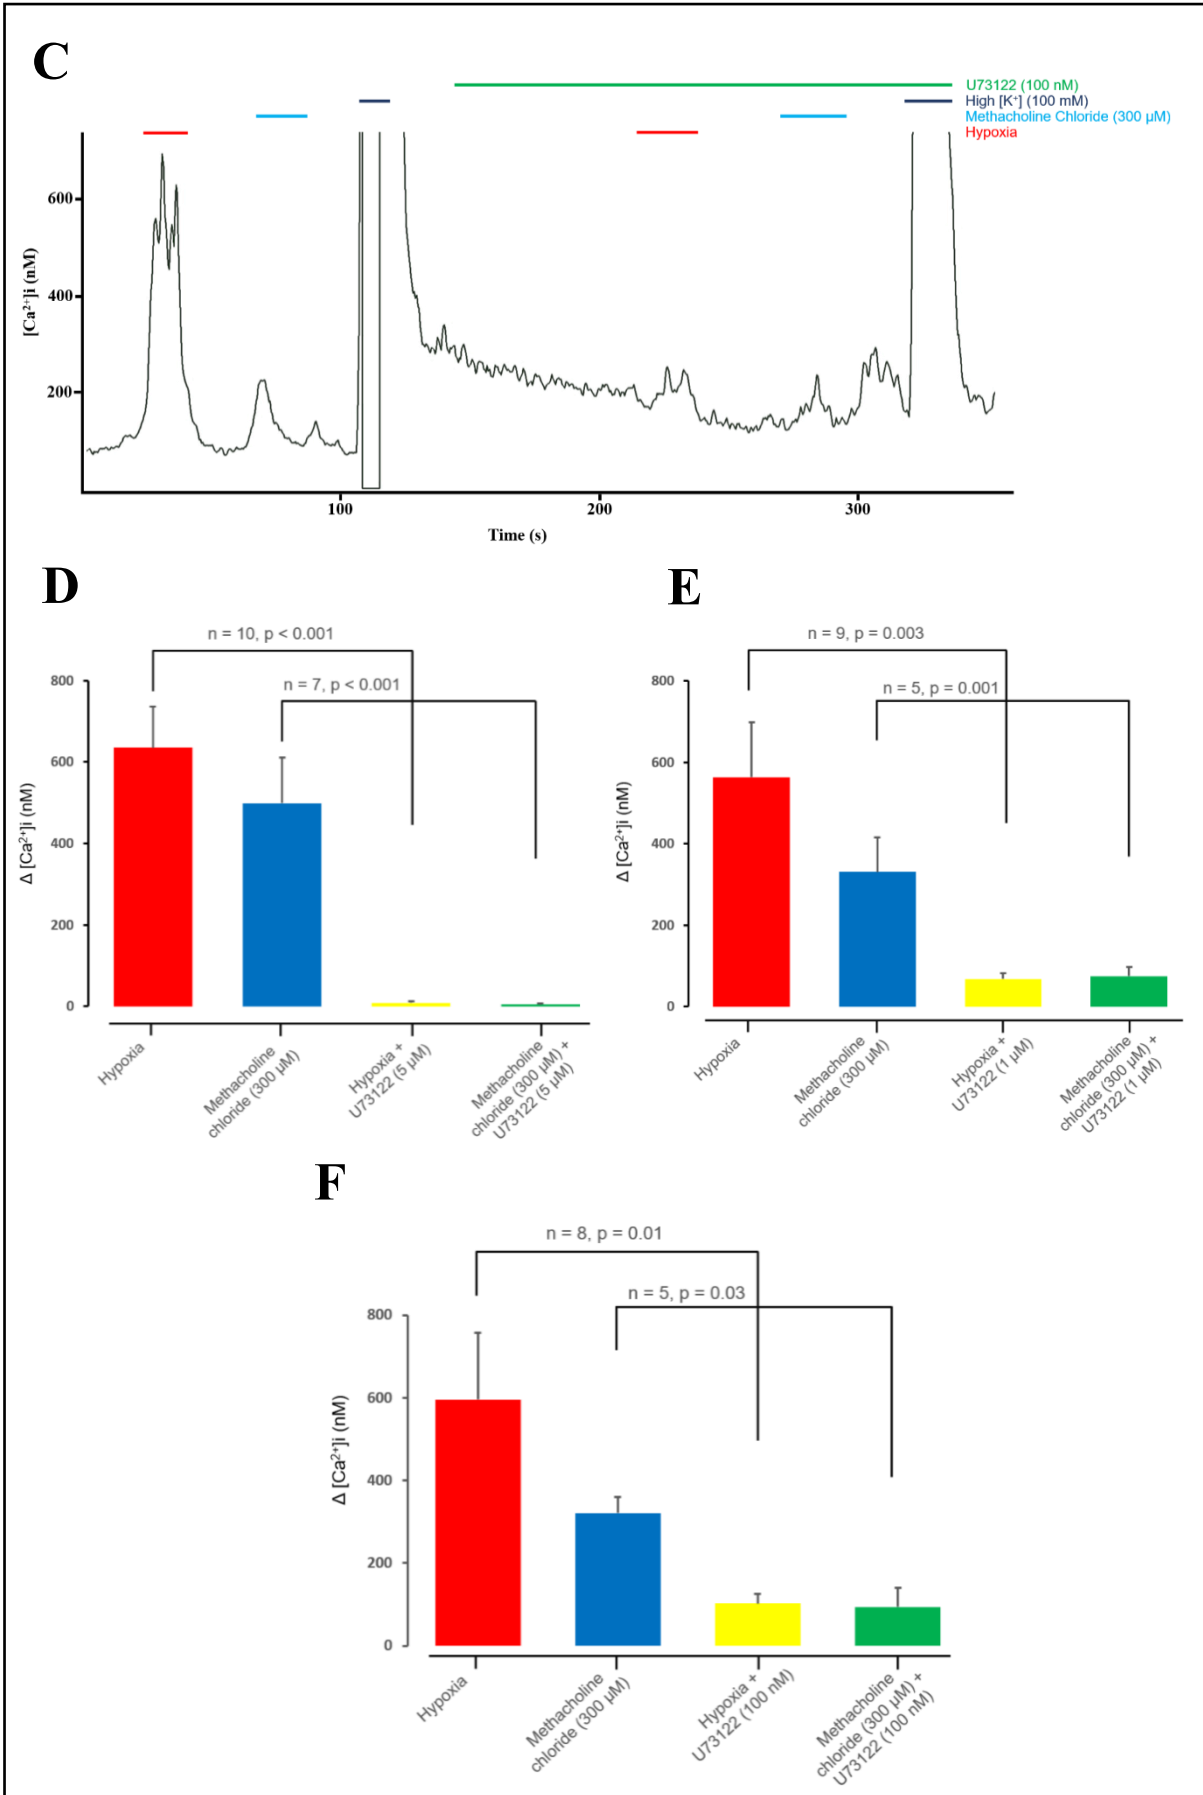 C
U73122 (100 nM)
High [K⁺] (100 mM)
Methacholine Chloride (300 µM)
Hypoxia
600
400
200
[Ca²⁺]i (nM)
100
200
300
Time (s)
D
n = 10, p < 0.001
n = 7, p < 0.001
800
600
400
200
0
Δ [Ca²⁺]i (nM)
Hypoxia
Methacholine
chloride (300 µM)
Hypoxia +
U73122 (5 µM)
Methacholine
chloride (300 µM) +
U73122 (5 µM)
E
n = 9, p = 0.003
n = 5, p = 0.001
800
600
400
200
0
Δ [Ca²⁺]i (nM)
Hypoxia
Methacholine
chloride (300 µM)
Hypoxia +
U73122 (1 µM)
Methacholine
chloride (300 µM) +
U73122 (1 µM)
F
n = 8, p = 0.01
n = 5, p = 0.03
800
600
400
200
0
Δ [Ca²⁺]i (nM)
Hypoxia
Methacholine
chloride (300 µM)
Hypoxia +
U73122 (100 nM)
Methacholine
chloride (300 µM) +
U73122 (100 nM)